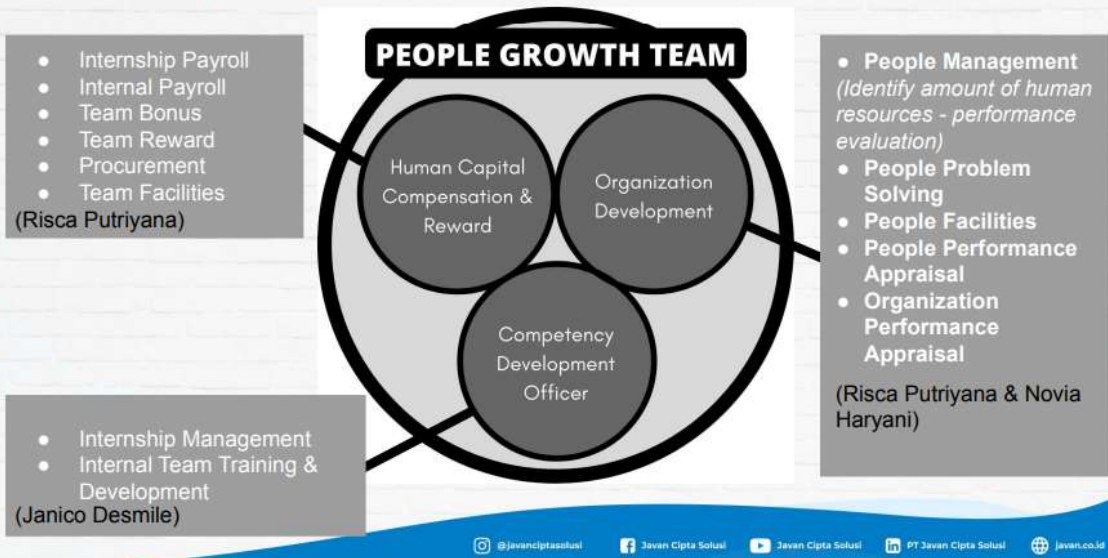 PEOPLE GROWTH TEAM
● Internship Payroll
● Internal Payroll
● Team Bonus
● Team Reward
● Procurement
● Team Facilities
(Risca Putriyana)
Human Capital
Compensation &
Reward
Organization
Development
Competency
Development
Officer
● People Management
(Identify amount of human
resources - performance
evaluation)
● People Problem
Solving
● People Facilities
● People Performance
Appraisal
● Organization
Performance
Appraisal
(Risca Putriyana & Novia
Haryani)
● Internship Management
● Internal Team Training &
Development
(Janico Desmile)
@javanciptasolusi
Javan Cipta Solusi
Javan Cipta Solusi
PT Javan Cipta Solusi
javan.co.id